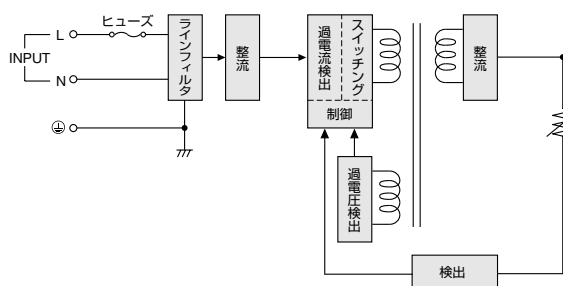 ヒューズ
L
INPUT
N
ラインフィルタ
整流
過電流検出
スイッチング
制御
整流
過電圧検出
検出